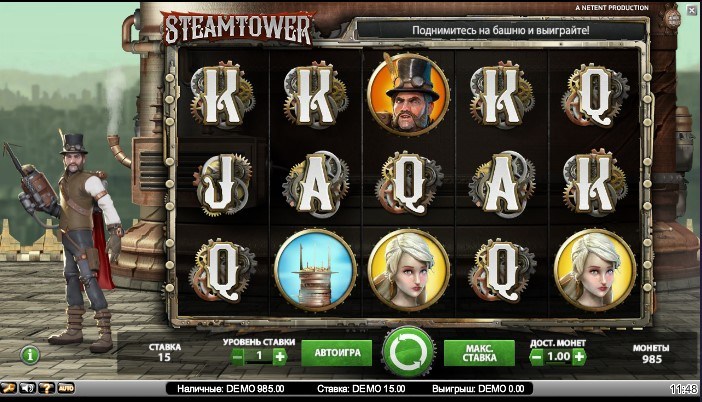 A NETENT PRODUCTION
STEAMTOWER
Поднимитесь на башню и выиграйте!
K K K Q
J A Q A K
Q Q
СТАВКА
15
УРОВЕНЬ СТАВКИ
- 1 +
АВТОИГРА
МАКС.
СТАВКА
ДОСТ. МОНЕТ
- 1.00 +
МОНЕТЫ
985
i
? AUTO
Наличные: DEMO 985.00 Ставка: DEMO 15.00 Выигрыш: DEMO 0.00
11:48